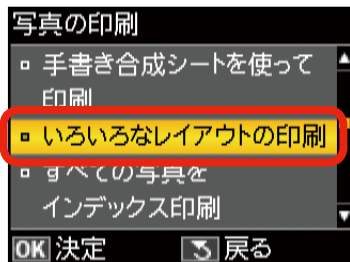 写真の印刷
手書き合成シートを使って
印刷
いろいろなレイアウトの印刷
すべての写真を
インデックス印刷
OK 決定 戻る